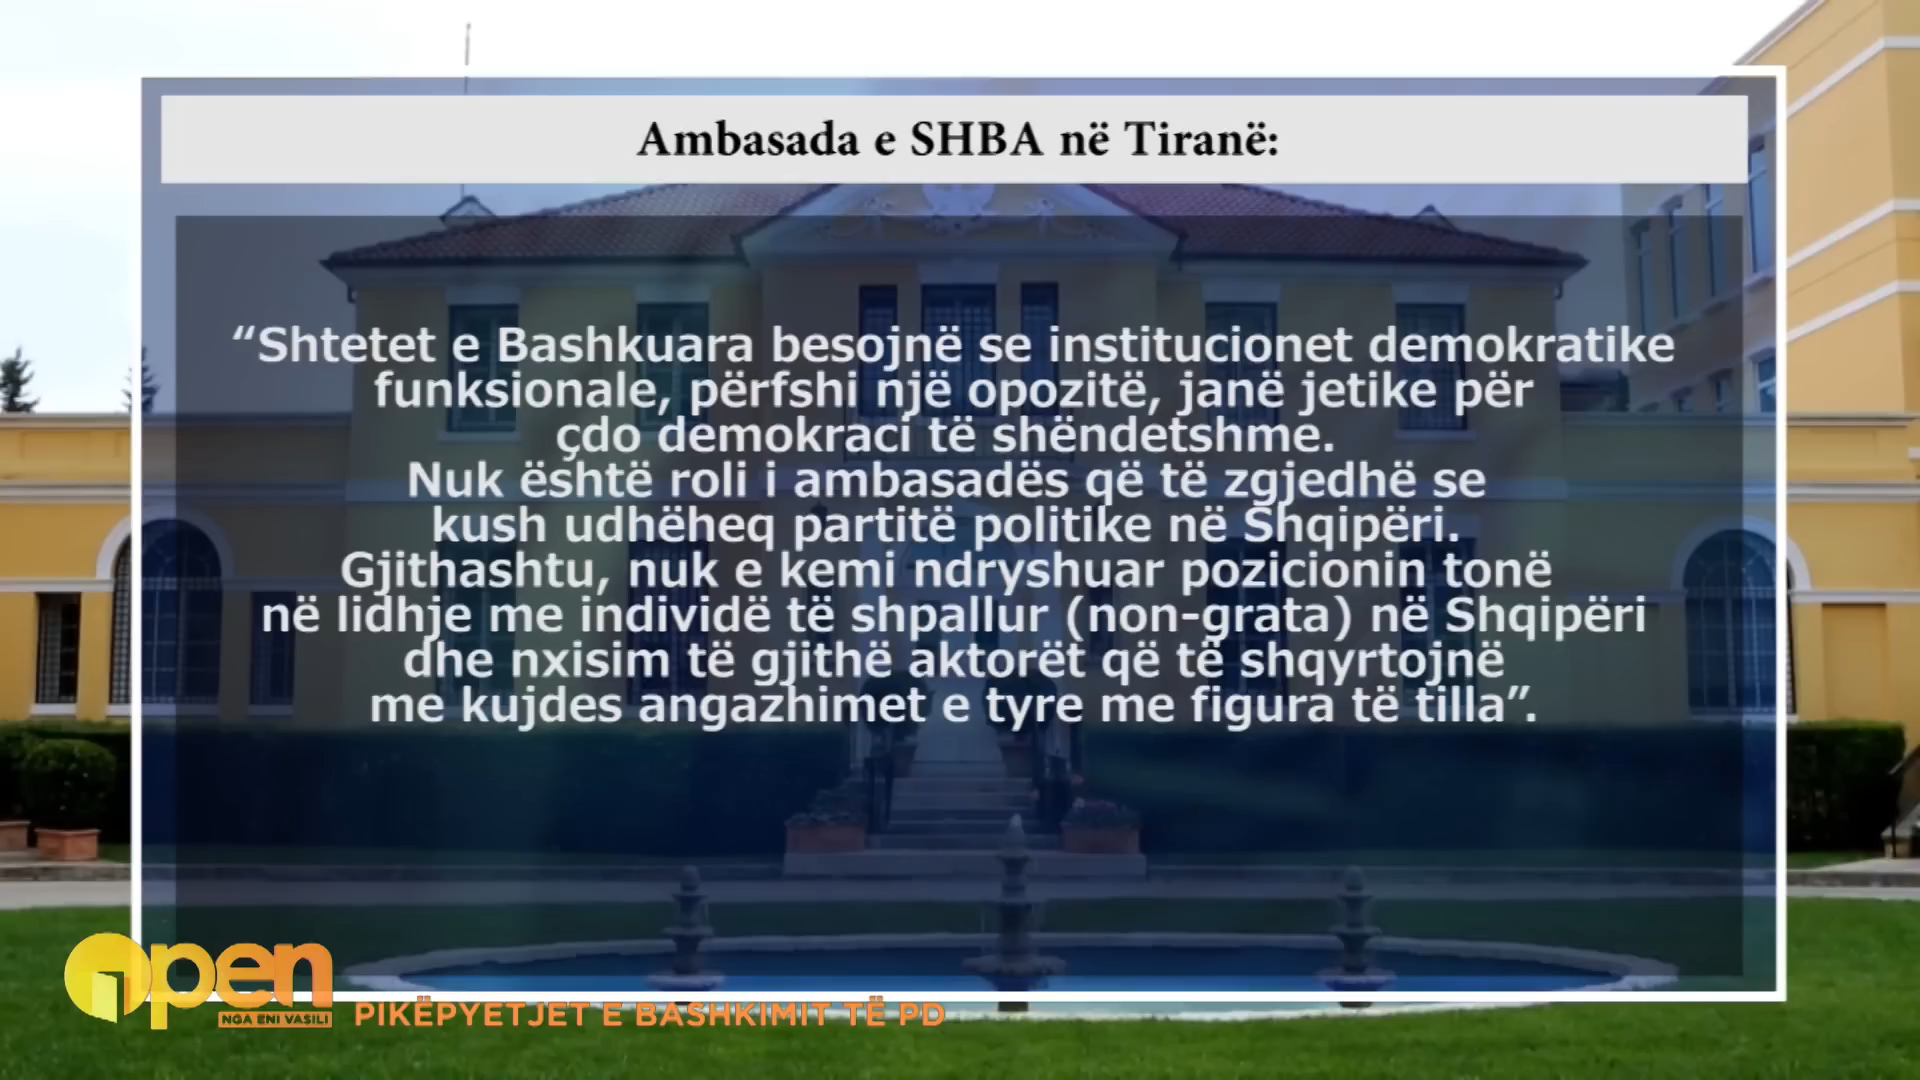 Ambasada e SHBA në Tiranë:
“Shtetet e Bashkuara besojnë se institucionet demokratike
funksionale, përfshi një opozitë, janë jetike për
çdo demokraci të shëndetshme.
Nuk është roli i ambasadës që të zgjedhë se
kush udhëheq partitë politike në Shqipëri.
Gjithashtu, nuk e kemi ndryshuar pozicionin tonë
në lidhje me individë të shpallur (non-grata) në Shqipëri
dhe nxisim të gjithë aktorët që të shqyrtojnë
me kujdes angazhimet e tyre me figura të tilla”.
Open
NGA ENI VASILI
PIKËPYETJET E BASHKIMIT TË PD